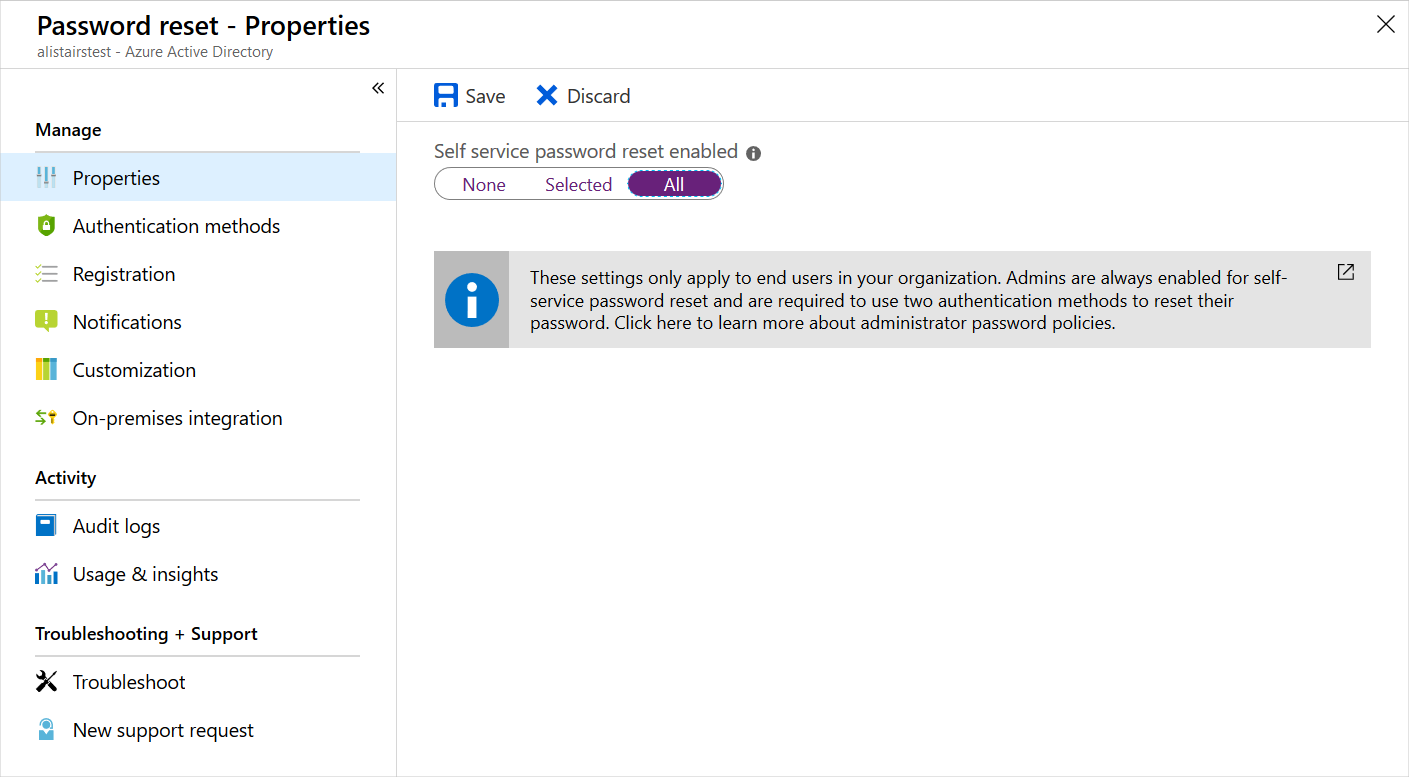 Password reset - Properties
alistairstest - Azure Active Directory
Manage
Properties
Authentication methods
Registration
Notifications
Customization
On-premises integration
Activity
Audit logs
Usage & insights
Troubleshooting + Support
Troubleshoot
New support request
Save Discard
Self service password reset enabled
None Selected All
These settings only apply to end users in your organization. Admins are always enabled for self-
service password reset and are required to use two authentication methods to reset their
password. Click here to learn more about administrator password policies.